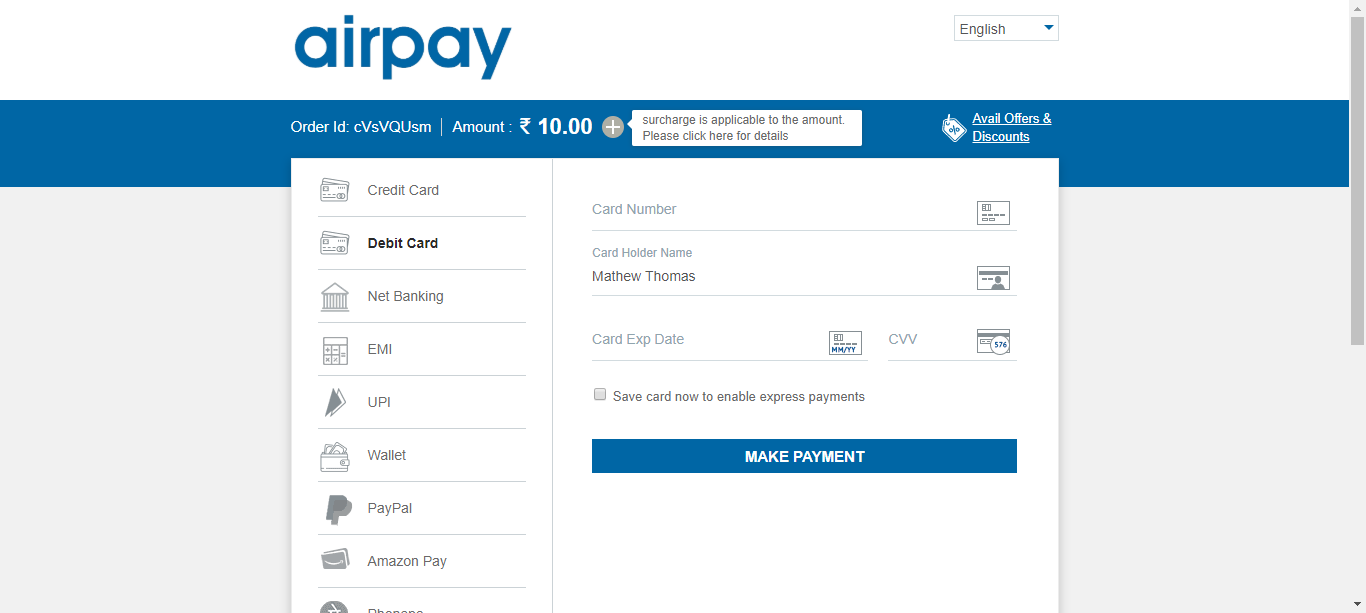 airpay
English
Order Id: cVsVQUsm
Amount : ₹ 10.00
surcharge is applicable to the amount.
Please click here for details
Avail Offers &
Discounts
Credit Card
Debit Card
Net Banking
EMI
UPI
Wallet
PayPal
Amazon Pay
Phonepe
Card Number
Card Holder Name
Mathew Thomas
Card Exp Date
MM/YY
CVV
576
Save card now to enable express payments
MAKE PAYMENT